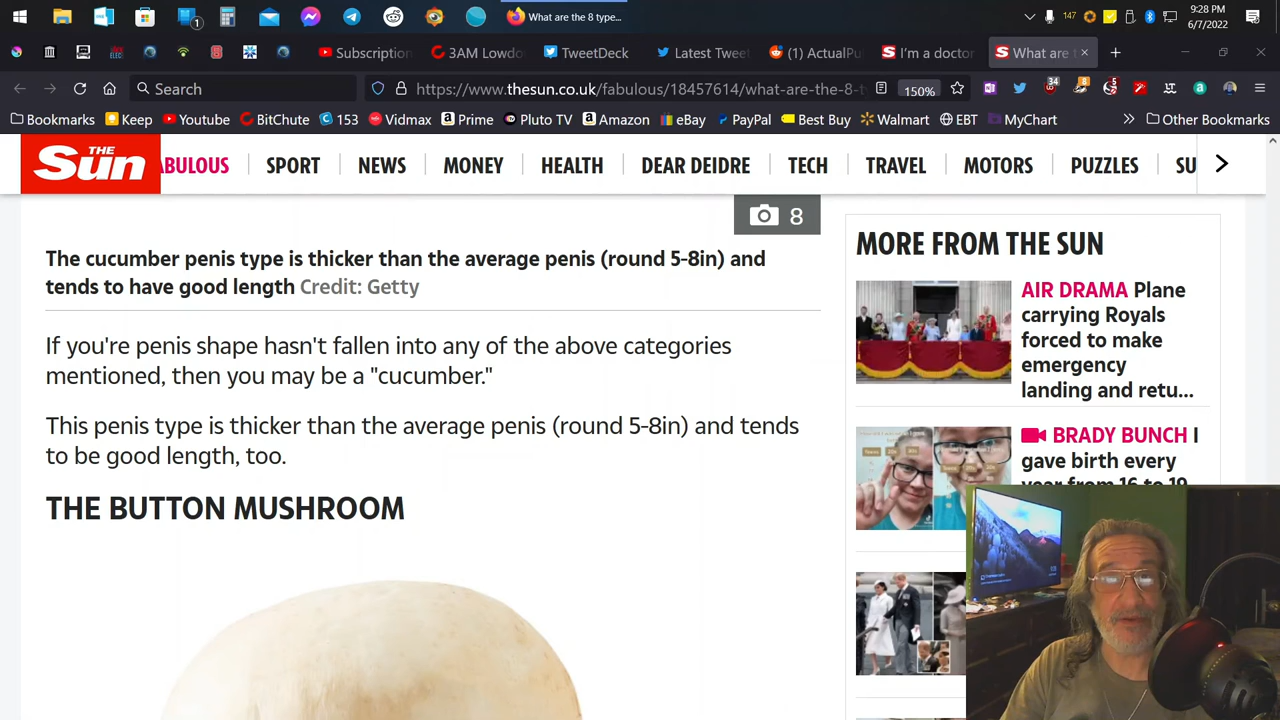 What are the 8 type...
1
147
9:28 PM
6/7/2022
Subscription
3AM Lowdo
TweetDeck
Latest Tweet
(1) ActualPu
I'm a doctor
What are t
Search
https://www.thesun.co.uk/fabulous/18457614/what-are-the-8-t
150%
34
8
5
Bookmarks
Keep
Youtube
BitChute
153
Vidmax
Prime
Pluto TV
Amazon
eBay
PayPal
Best Buy
Walmart
EBT
MyChart
Other Bookmarks
THE Sun
ABULOUS
SPORT
NEWS
MONEY
HEALTH
DEAR DEIDRE
TECH
TRAVEL
MOTORS
PUZZLES
SU
8
The cucumber penis type is thicker than the average penis (round 5-8in) and
tends to have good length Credit: Getty
If you're penis shape hasn't fallen into any of the above categories
mentioned, then you may be a "cucumber."
This penis type is thicker than the average penis (round 5-8in) and tends
to be good length, too.
THE BUTTON MUSHROOM
MORE FROM THE SUN
AIR DRAMA Plane
carrying Royals
forced to make
emergency
landing and retu...
BRADY BUNCH I
gave birth every
year from 16 to 19